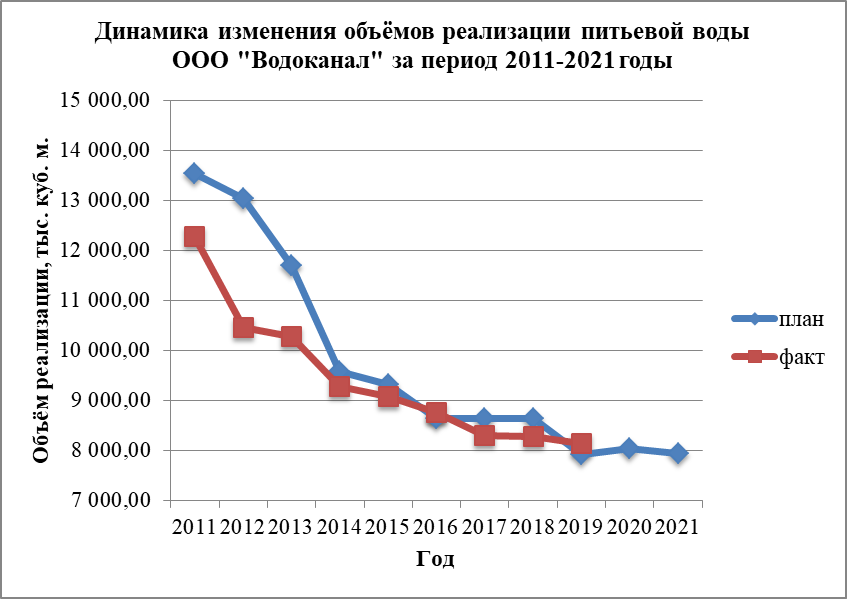 Динамика изменения объёмов реализации питьевой воды
ООО "Водоканал" за период 2011-2021 годы
Объём реализации, тыс. куб. м.
15 000,00
14 000,00
13 000,00
12 000,00
11 000,00
10 000,00
9 000,00
8 000,00
7 000,00
2011 2012 2013 2014 2015 2016 2017 2018 2019 2020 2021
Год
план
факт